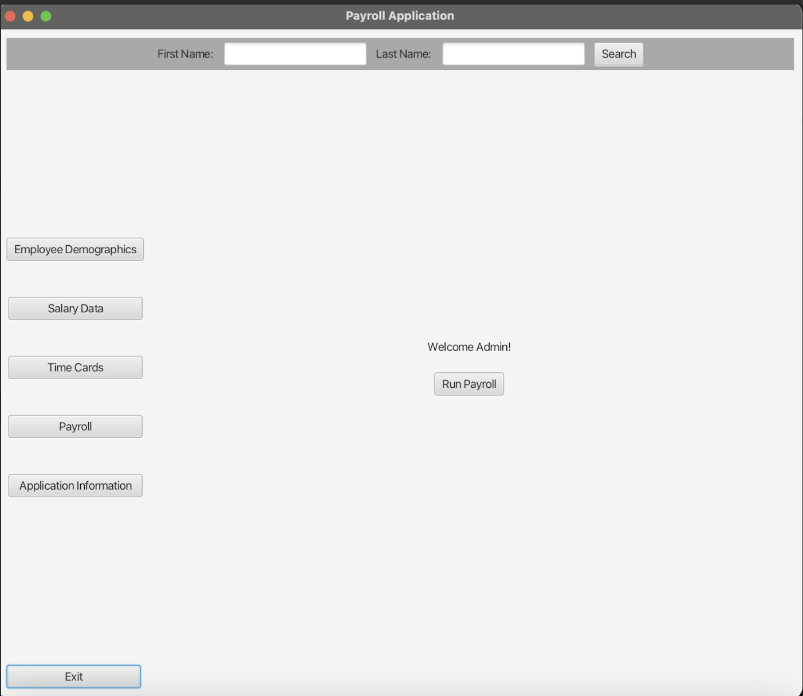 Payroll Application
First Name: Last Name: Search
Employee Demographics
Salary Data
Welcome Admin!
Time Cards
Run Payroll
Payroll
Application Information
Exit